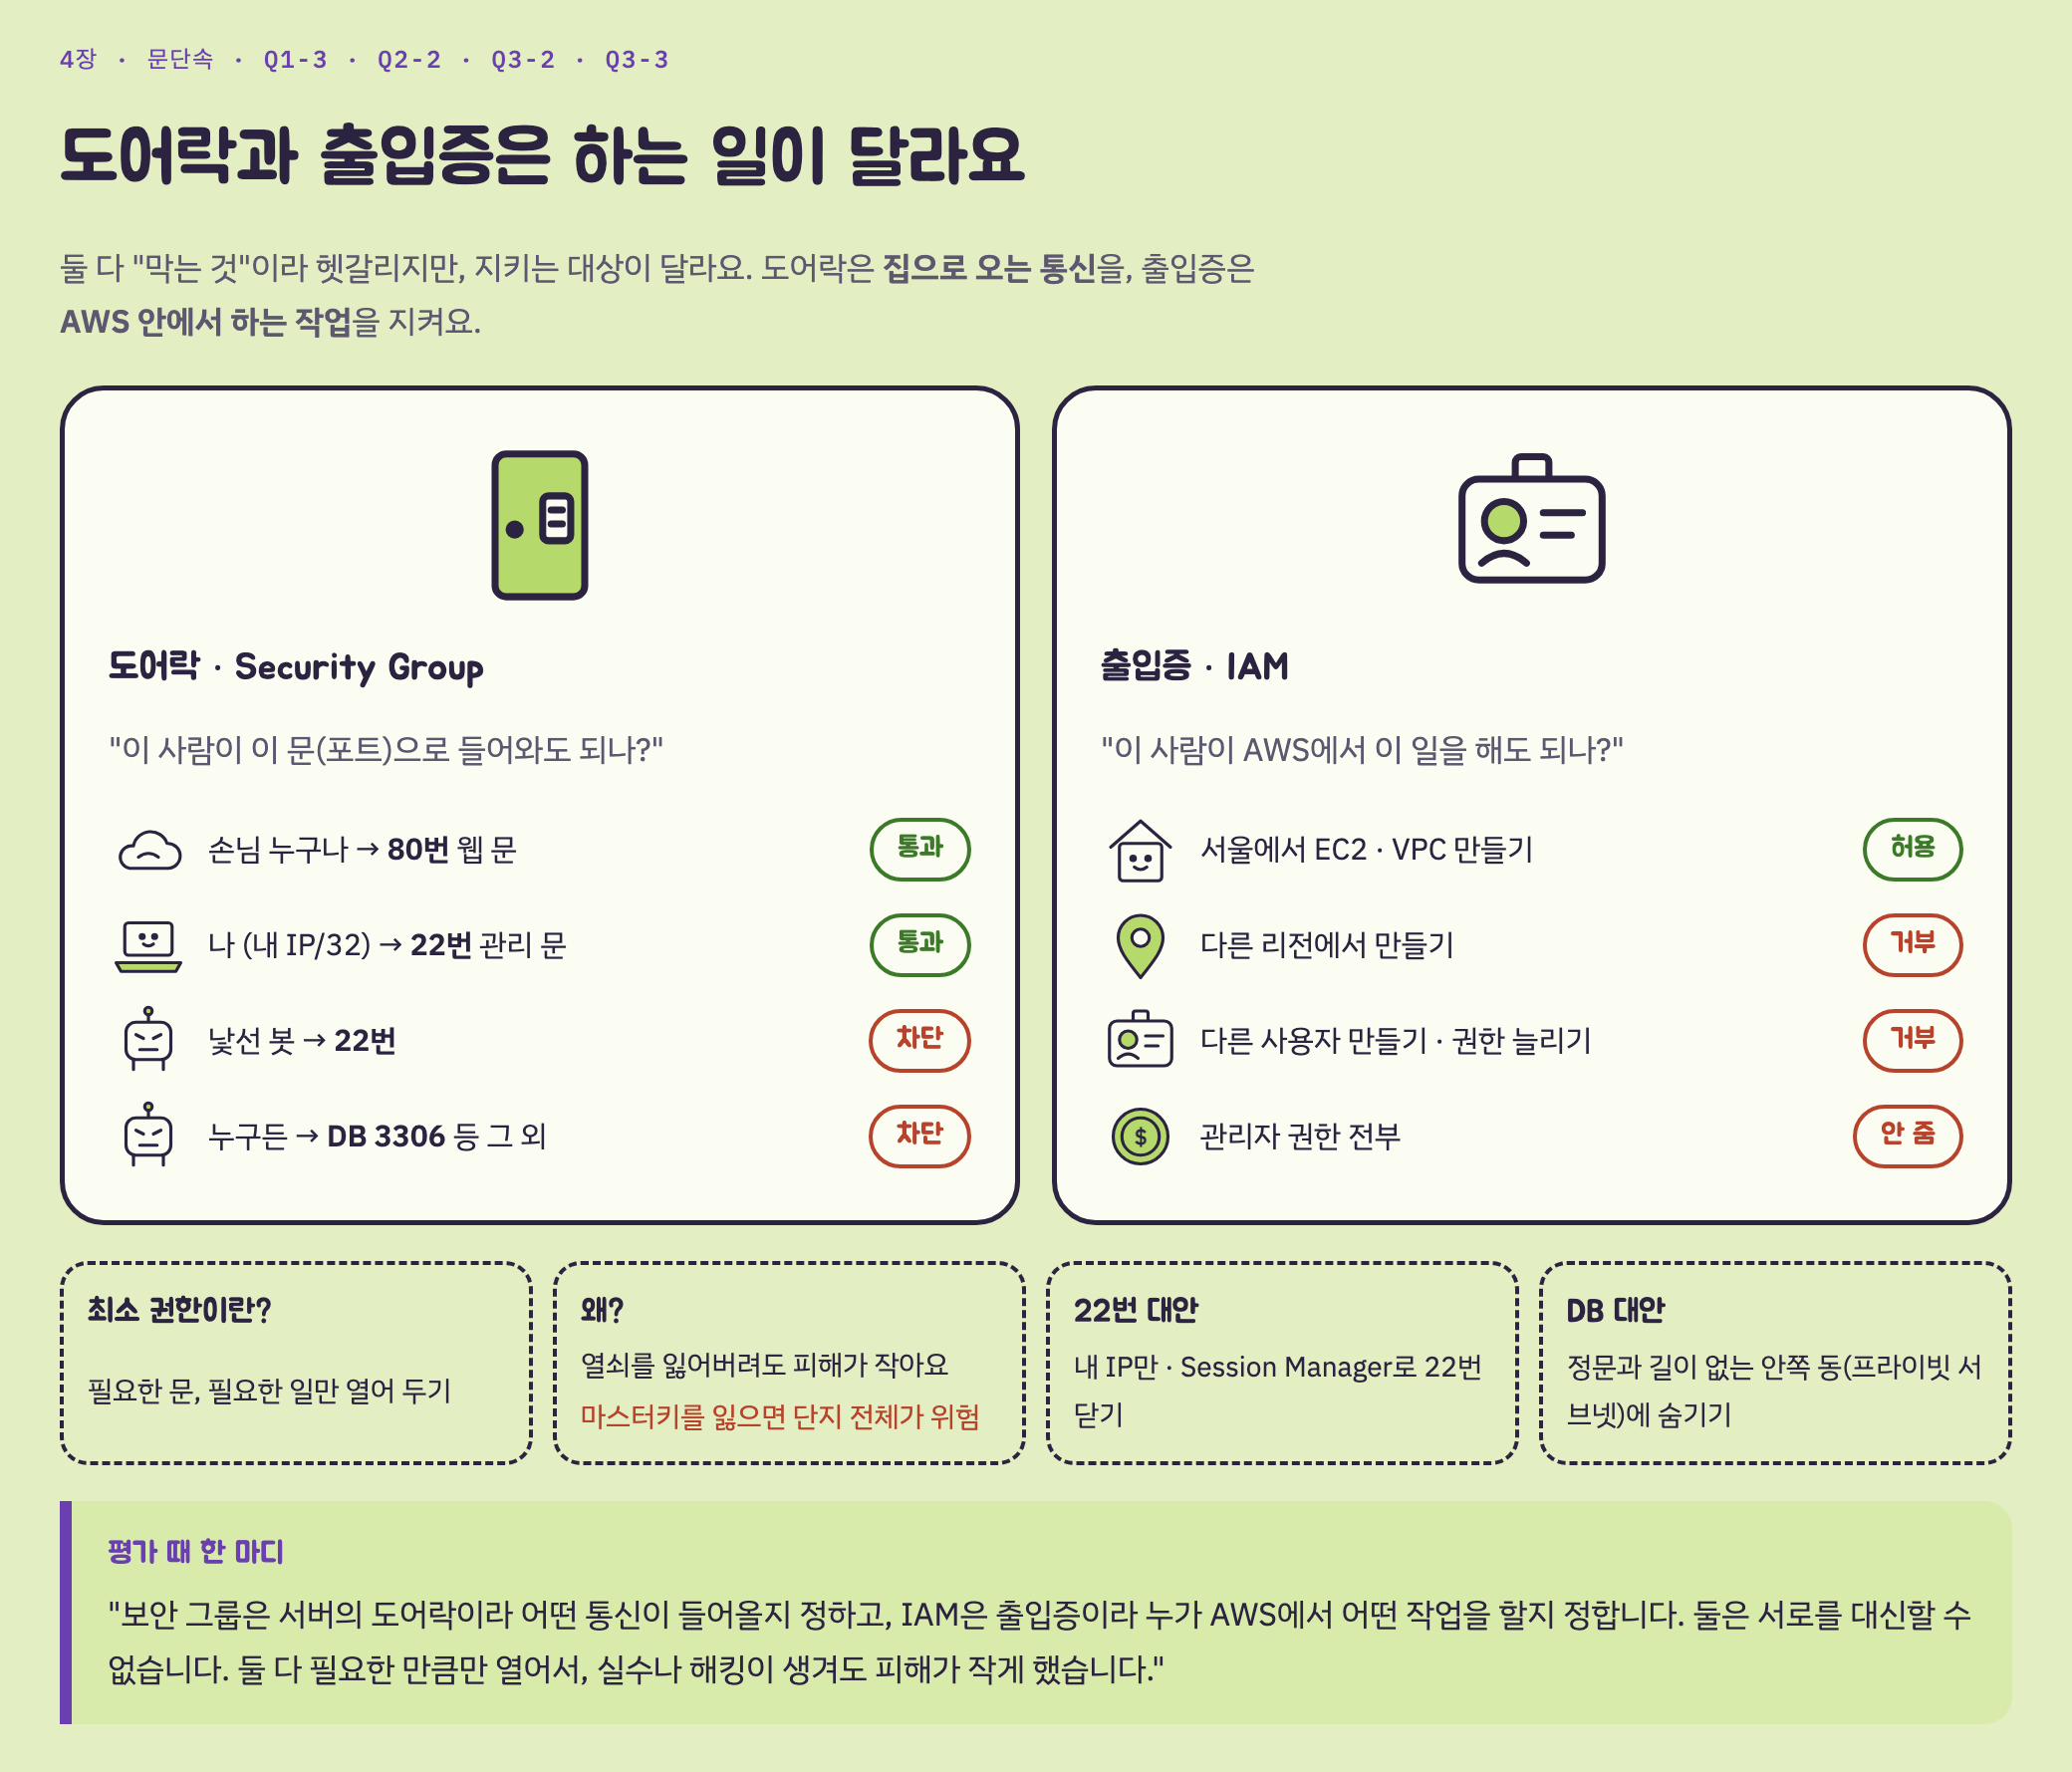 4장 · 문단속 · Q1-3 · Q2-2 · Q3-2 · Q3-3
도어락과 출입증은 하는 일이 달라요
둘 다 "막는 것"이라 헷갈리지만, 지키는 대상이 달라요. 도어락은 집으로 오는 통신을, 출입증은
AWS 안에서 하는 작업을 지켜요.
도어락 · Security Group
"이 사람이 이 문(포트)으로 들어와도 되나?"
손님 누구나 → 80번 웹 문 통과
나 (내 IP/32) → 22번 관리 문 통과
낯선 봇 → 22번 차단
누구든 → DB 3306 등 그 외 차단
출입증 · IAM
"이 사람이 AWS에서 이 일을 해도 되나?"
서울에서 EC2 · VPC 만들기 허용
다른 리전에서 만들기 거부
다른 사용자 만들기 · 권한 늘리기 거부
$ 관리자 권한 전부 안 줌
최소 권한이란?
필요한 문, 필요한 일만 열어 두기
왜?
열쇠를 잃어버려도 피해가 작아요
마스터키를 잃으면 단지 전체가 위험
22번 대안
내 IP만 · Session Manager로 22번
닫기
DB 대안
정문과 길이 없는 안쪽 동(프라이빗 서
브넷)에 숨기기
평가 때 한 마디
"보안 그룹은 서버의 도어락이라 어떤 통신이 들어올지 정하고, IAM은 출입증이라 누가 AWS에서 어떤 작업을 할지 정합니다. 둘은 서로를 대신할 수
없습니다. 둘 다 필요한 만큼만 열어서, 실수나 해킹이 생겨도 피해가 작게 했습니다."